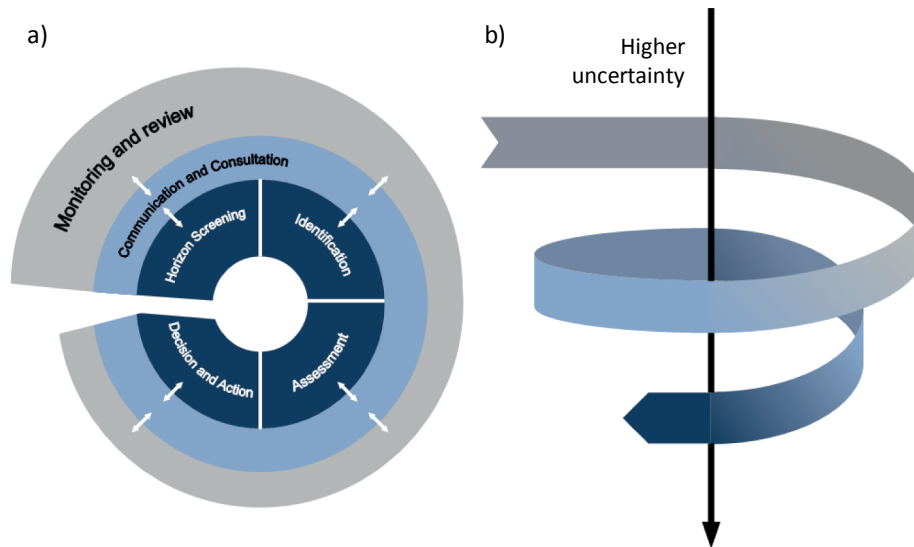 a)
Monitoring and review
Communication and Consultation
Horizon Screening
Identification
Decision and Action
Assessment
b)
Higher
uncertainty